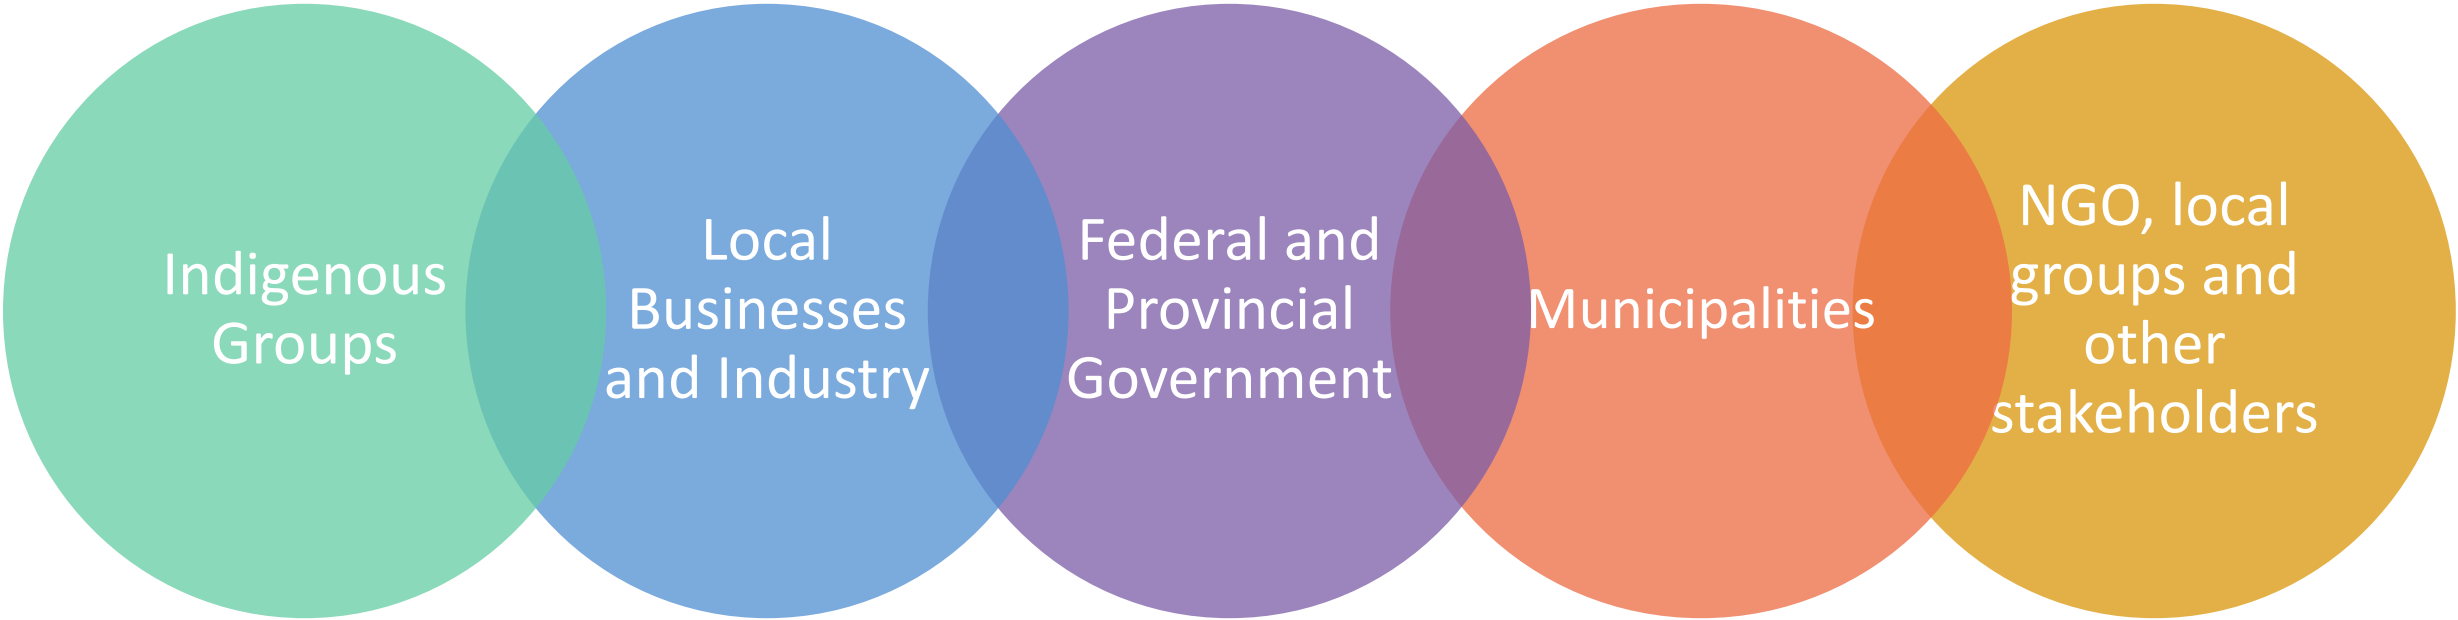 Indigenous
Groups
Local
Businesses
and Industry
Federal and
Provincial
Government
Municipalities
NGO, local
groups and
other
stakeholders